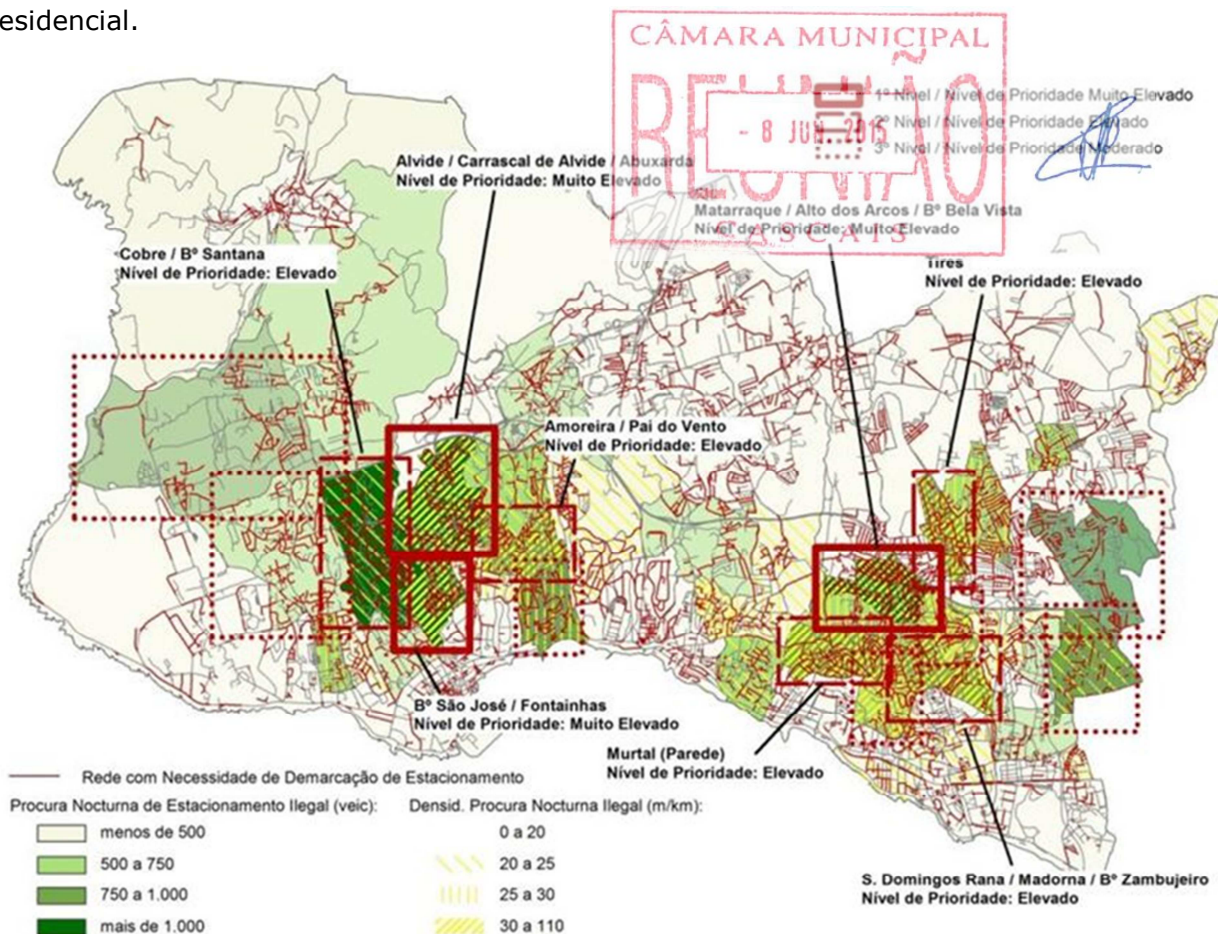 esidencial.
CÂMARA MUNICIPAL
REUNIÃO
- 8 JUN. 2015
CASCAIS
1º Nível / Nível de Prioridade Muito Elevado
2º Nível / Nível de Prioridade Elevado
3º Nível / Nível de Prioridade Moderado
Alvide / Carrascal de Alvide / Abuxarda
Nível de Prioridade: Muito Elevado
Matarraque / Alto dos Arcos / Bº Bela Vista
Nível de Prioridade: Muito Elevado
Cobre / Bº Santana
Nível de Prioridade: Elevado
Tires
Nível de Prioridade: Elevado
Amoreira / Pai do Vento
Nível de Prioridade: Elevado
Bº São José / Fontainhas
Nível de Prioridade: Muito Elevado
Murtal (Parede)
Nível de Prioridade: Elevado
S. Domingos Rana / Madorna / Bº Zambujeiro
Nível de Prioridade: Elevado
Rede com Necessidade de Demarcação de Estacionamento
Procura Nocturna de Estacionamento Ilegal (veic):
menos de 500
500 a 750
750 a 1.000
mais de 1.000
Densid. Procura Nocturna Ilegal (m/km):
0 a 20
20 a 25
25 a 30
30 a 110